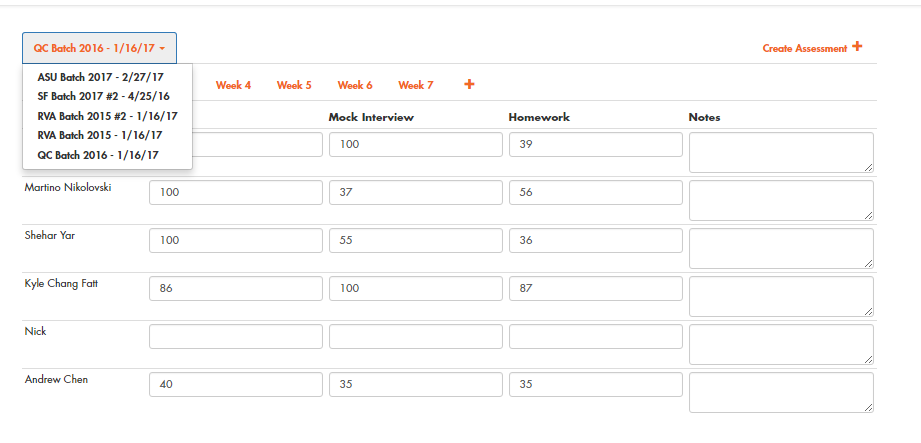 QC Batch 2016 - 1/16/17
Create Assessment +
ASU Batch 2017 - 2/27/17
SF Batch 2017 #2 - 4/25/16
RVA Batch 2015 #2 - 1/16/17
RVA Batch 2015 - 1/16/17
QC Batch 2016 - 1/16/17
Week 4 Week 5 Week 6 Week 7 +
Mock Interview Homework Notes
100 39
Martino Nikolovski 100 37 56
Shehar Yar 100 55 36
Kyle Chang Fatt 86 100 87
Nick
Andrew Chen 40 35 35